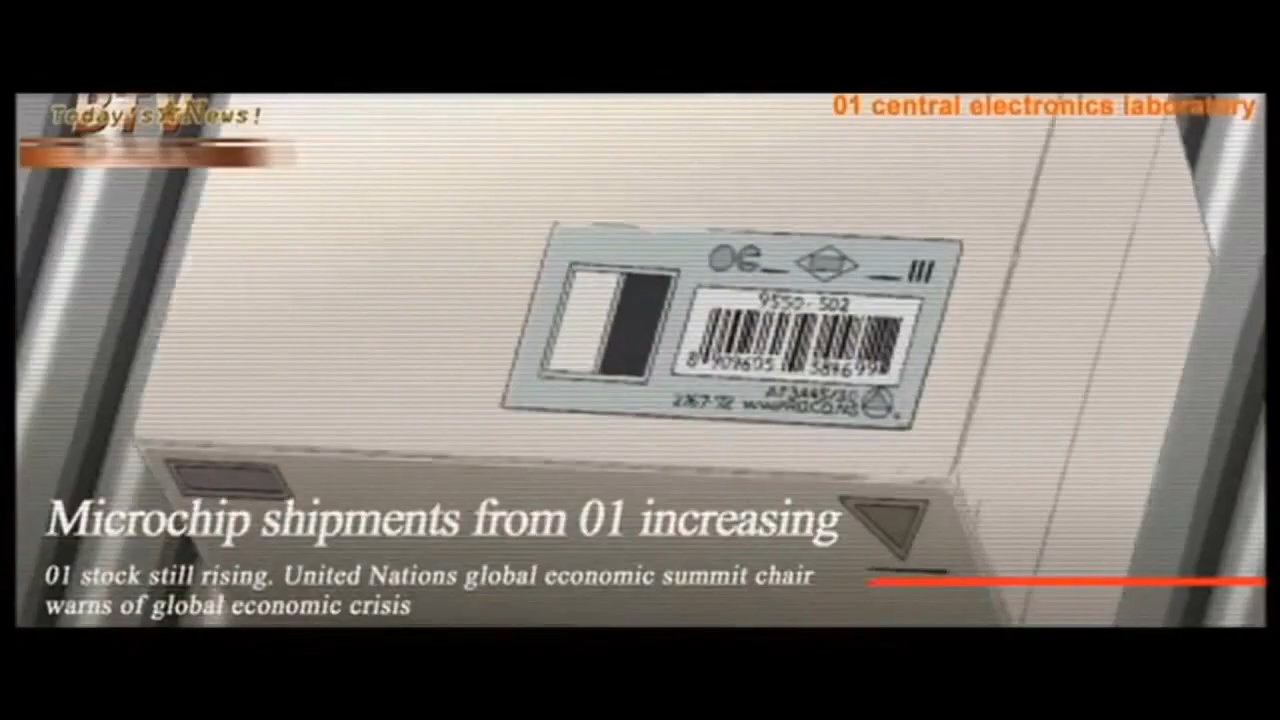 Today's☆News!
01 central electronics laboratory
9550-502
Microchip shipments from 01 increasing
01 stock still rising. United Nations global economic summit chair
warns of global economic crisis